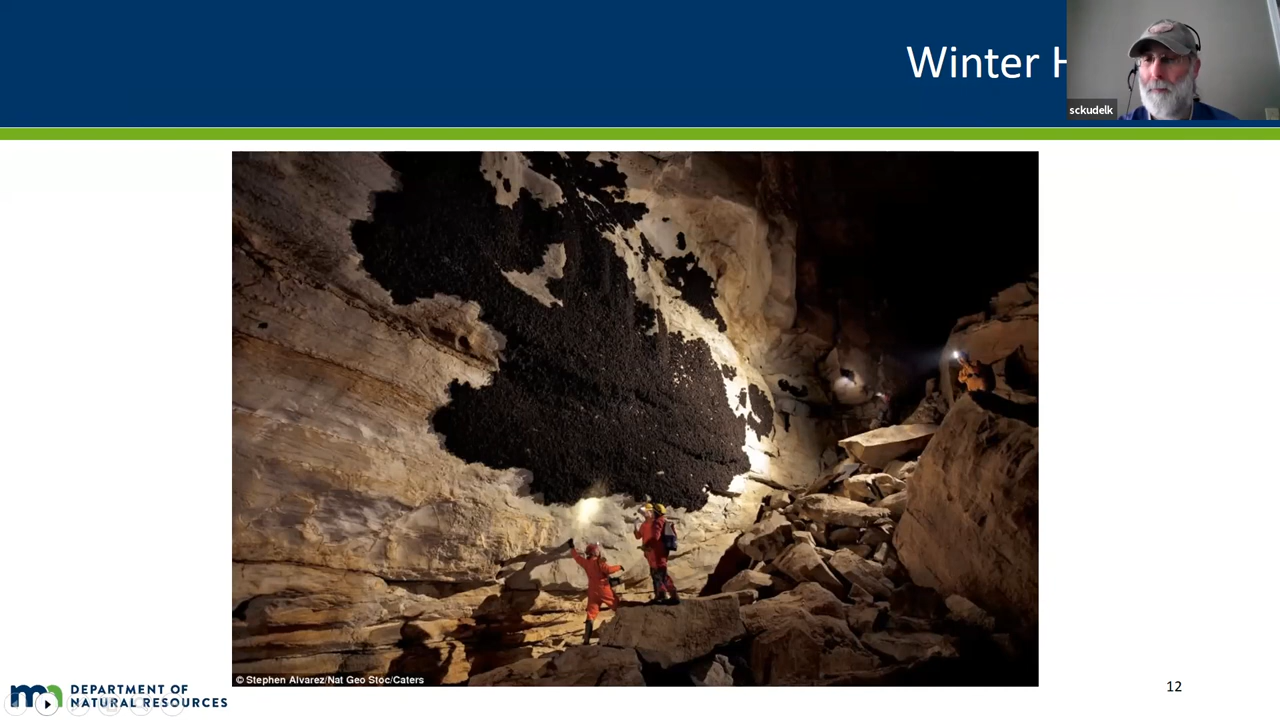 Winter H
sckudelk
© Stephen Alvarez/Nat Geo Stoc/Caters
DEPARTMENT OF
NATURAL RESOURCES
12